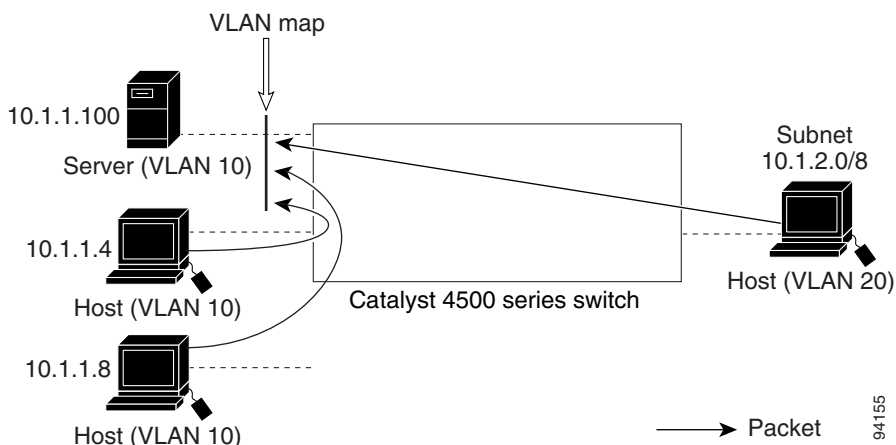 VLAN map
10.1.1.100
Server (VLAN 10)
Subnet
10.1.2.0/8
10.1.1.4
Host (VLAN 10)
Host (VLAN 20)
Catalyst 4500 series switch
10.1.1.8
Host (VLAN 10)
Packet
94155